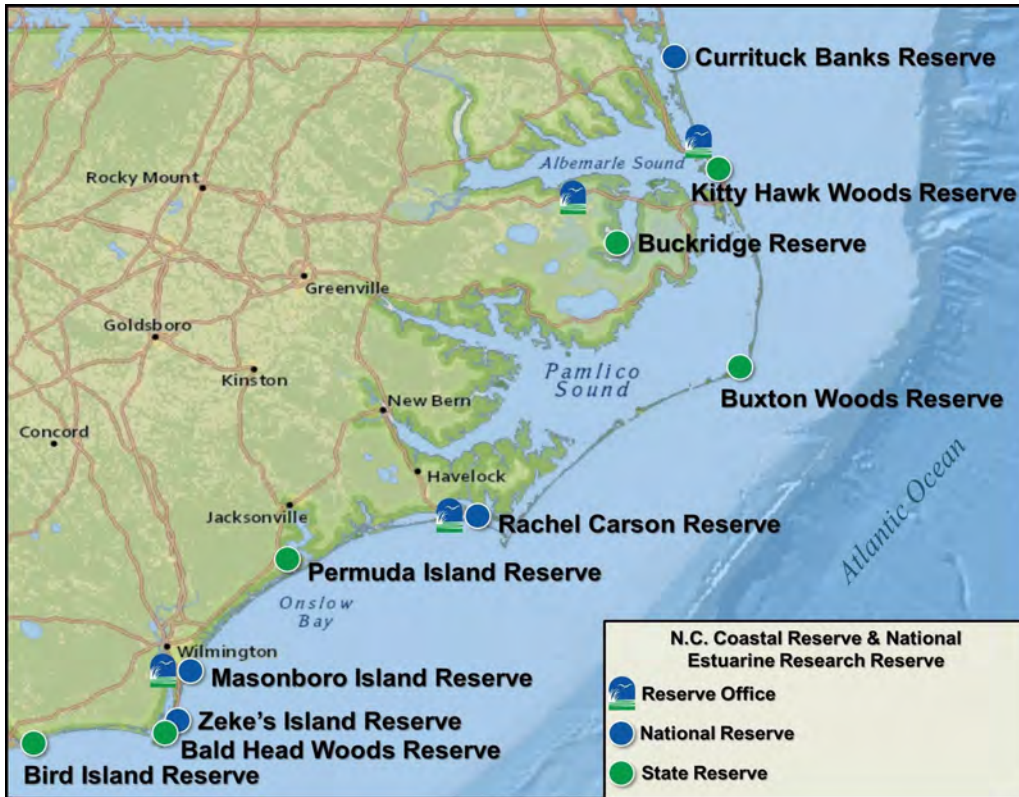 Currituck Banks Reserve
Albemarle Sound
Rocky Mount
Kitty Hawk Woods Reserve
Buckridge Reserve
Greenville
Goldsboro
Pamlico
Sound
Kinston
Buxton Woods Reserve
New Bern
Concord
Havelock
Atlantic Ocean
Jacksonville
Rachel Carson Reserve
Permuda Island Reserve
Onslow
Bay
Wilmington
Masonboro Island Reserve
Zeke's Island Reserve
Bald Head Woods Reserve
Bird Island Reserve
N.C. Coastal Reserve & National
Estuarine Research Reserve
Reserve Office
National Reserve
State Reserve